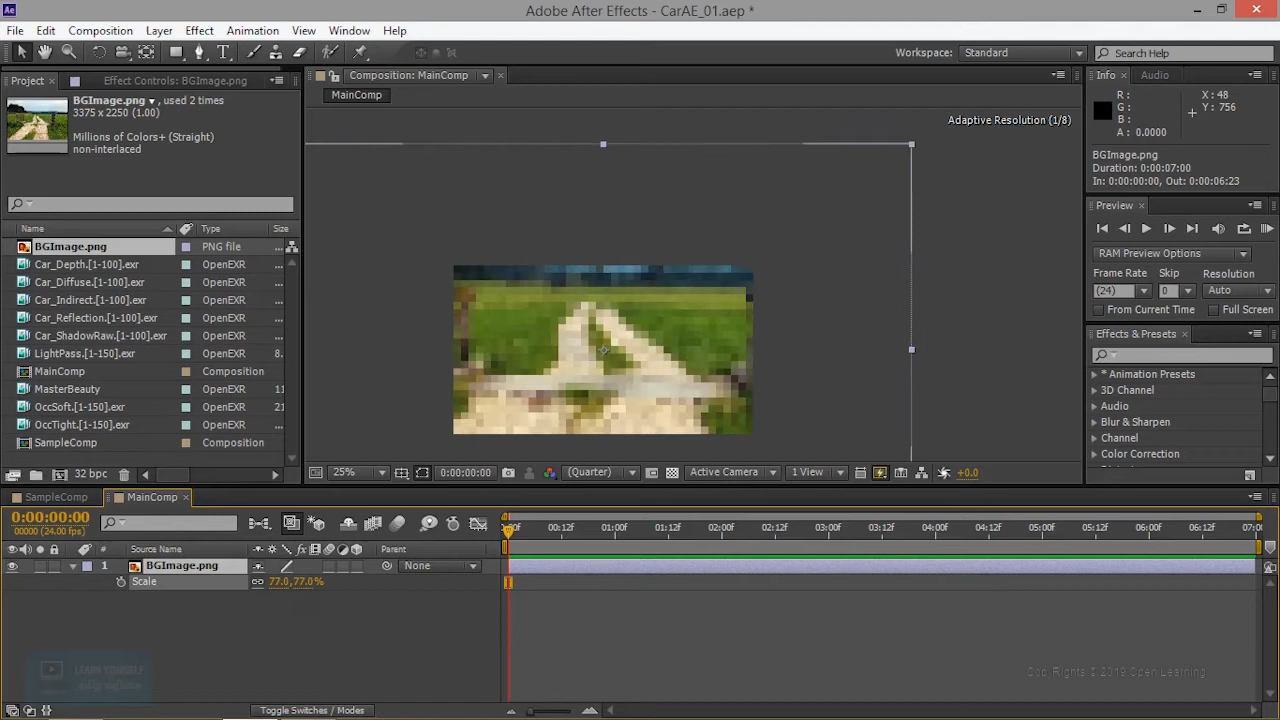 Adobe After Effects - CarAE_01.aep *
File Edit Composition Layer Effect Animation View Window Help
Workspace: Standard Search Help
Project Effect Controls: BGImage.png Composition: MainComp Info Audio
BGImage.png , used 2 times
3375 x 2250 (1.00)
Millions of Colors+ (Straight)
non-interlaced
MainComp
Adaptive Resolution (1/8)
R : X : 48
G : Y : 756
B :
A : 0.0000
BGImage.png
Duration: 0:00:07:00
In: 0:00:00:00, Out: 0:00:06:23
Preview
RAM Preview Options
Frame Rate Skip Resolution
(24) 0 Auto
From Current Time Full Screen
Effects & Presets
* Animation Presets
3D Channel
Audio
Blur & Sharpen
Channel
Color Correction
Name Type Size
BGImage.png PNG file ...
Car_Depth.[1-100].exr OpenEXR ...
Car_Diffuse.[1-100].exr OpenEXR ...
Car_Indirect.[1-100].exr OpenEXR ...
Car_Reflection.[1-100].exr OpenEXR ...
Car_ShadowRaw.[1-100].exr OpenEXR ...
LightPass.[1-150].exr OpenEXR 8.
MainComp Composition
MasterBeauty OpenEXR 11
OccSoft.[1-150].exr OpenEXR 21
OccTight.[1-150].exr OpenEXR ...
SampleComp Composition
32 bpc
25% 0:00:00:00 (Quarter) Active Camera 1 View +0.0
SampleComp MainComp
0:00:00:00
00000 (24.00 fps)
00:12f 01:00f 01:12f 02:00f 02:12f 03:00f 03:12f 04:00f 04:12f 05:00f 05:12f 06:00f 06:12f 07:00
# Source Name Parent
1 BGImage.png None
Scale 77.0,77.0%
LEARN YOURSELF
2019 Open Learning
Toggle Switches / Modes